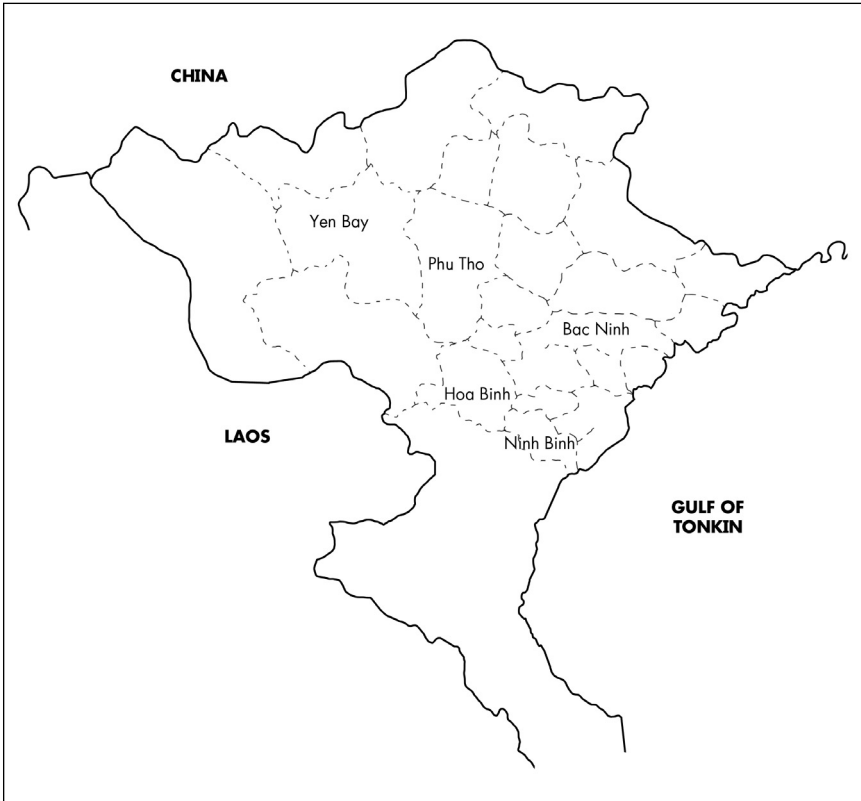 CHINA
Yen Bay
Phu Tho
Bac Ninh
Hoa Binh
LAOS
Ninh Binh
GULF OF
TONKIN